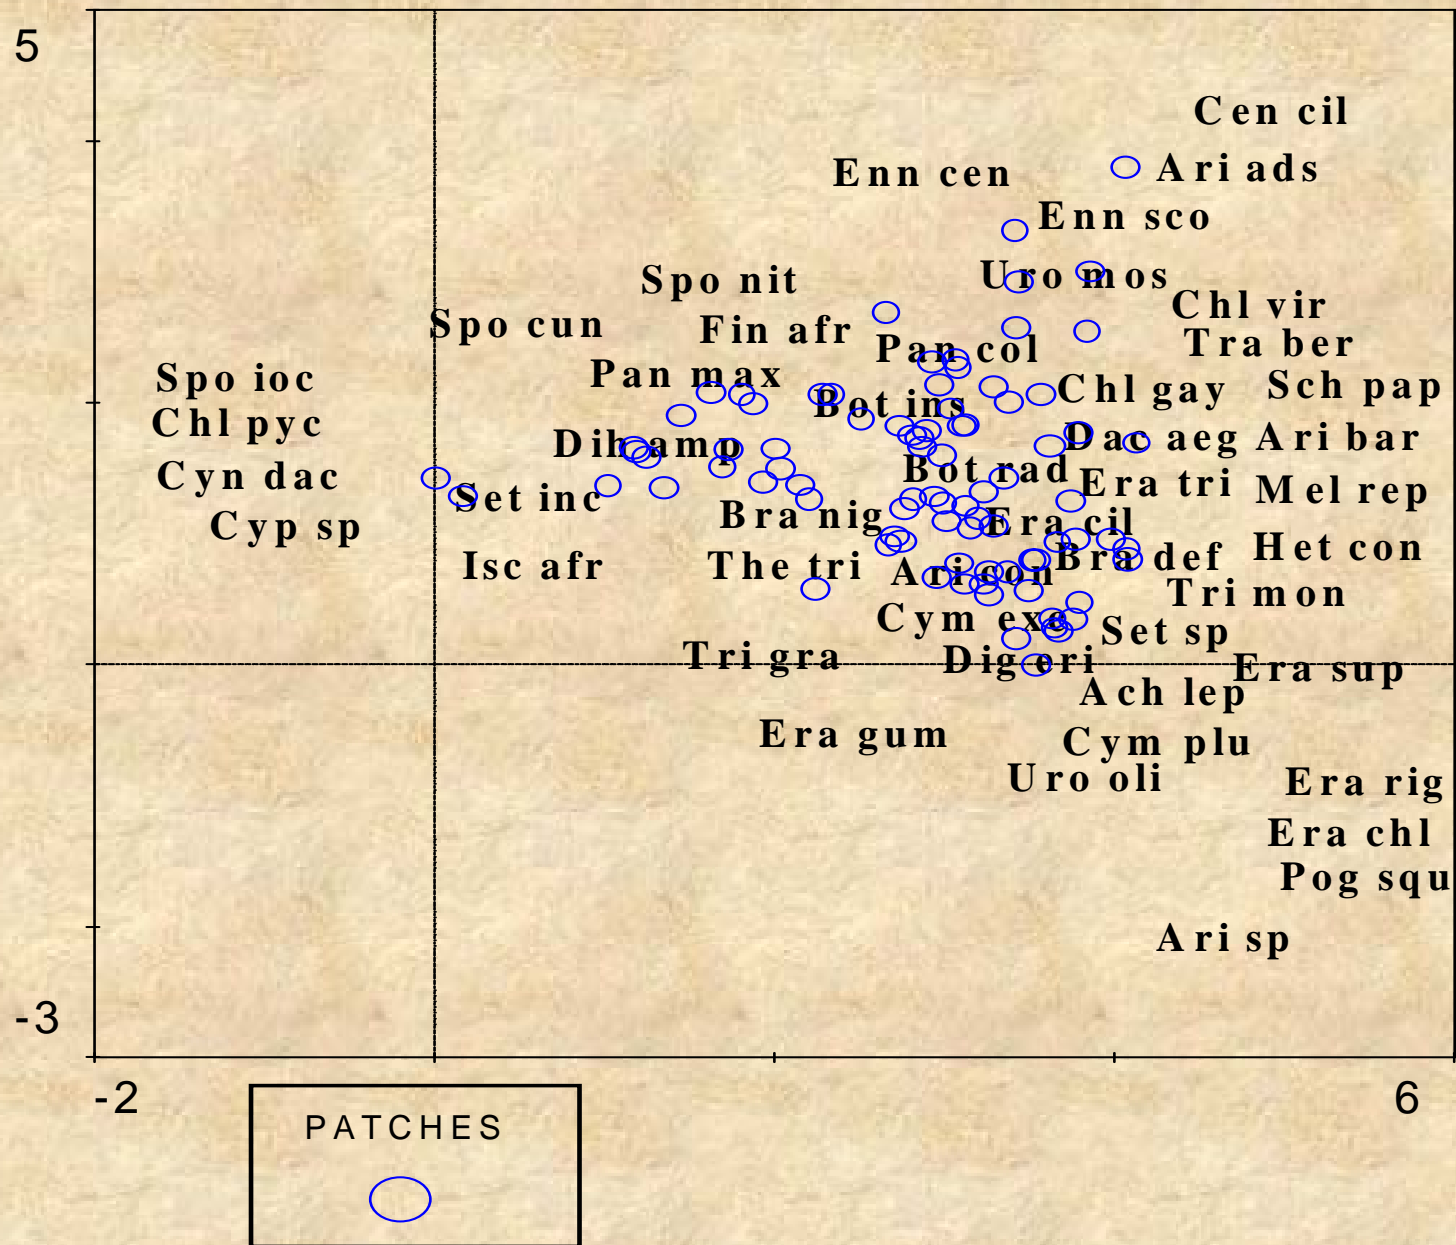 5
Cen cil
Enn cen
Ari ads
Enn sco
Spo nit
Uro mos
Chl vir
Spo cun
Fin afr
Pan col
Tra ber
Spo ioc
Pan max
Chl gay
Sch pap
Bot ins
Chl pyc
Dih amp
Dac aeg
Ari bar
Cyn dac
Bot rad
Era tri
Mel rep
Set inc
Cyp sp
Bra nig
Era cil
Isc afr
The tri
Ari con
Bra def
Het con
Tri mon
Cym exc
Set sp
Tri gra
Dig eri
Era sup
Ach lep
Era gum
Cym plu
Uro oli
Era rig
Era chl
Pog squ
Ari sp
-3
-2
6
PATCHES